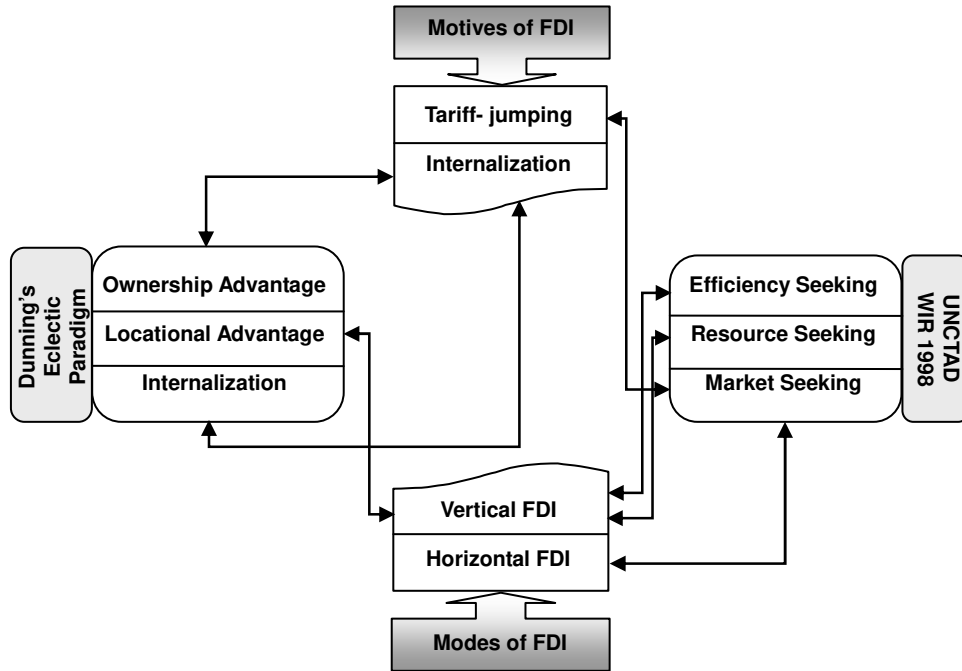 Motives of FDI
Tariff- jumping
Internalization
Dunning's
Eclectic
Paradigm
Ownership Advantage
Locational Advantage
Internalization
Efficiency Seeking
Resource Seeking
Market Seeking
UNCTAD
WIR 1998
Vertical FDI
Horizontal FDI
Modes of FDI